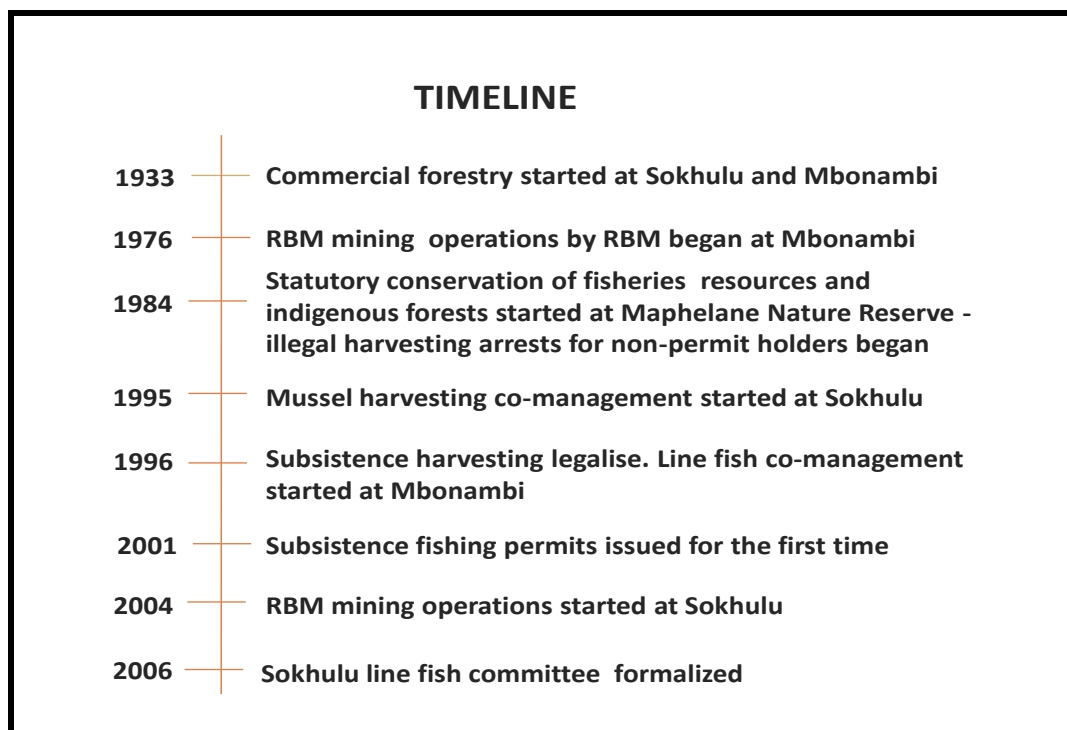 TIMELINE
1933 Commercial forestry started at Sokhulu and Mbonambi
1976 RBM mining operations by RBM began at Mbonambi
1984 Statutory conservation of fisheries resources and
indigenous forests started at Maphelane Nature Reserve -
illegal harvesting arrests for non-permit holders began
1995 Mussel harvesting co-management started at Sokhulu
1996 Subsistence harvesting legalise. Line fish co-management
started at Mbonambi
2001 Subsistence fishing permits issued for the first time
2004 RBM mining operations started at Sokhulu
2006 Sokhulu line fish committee formalized